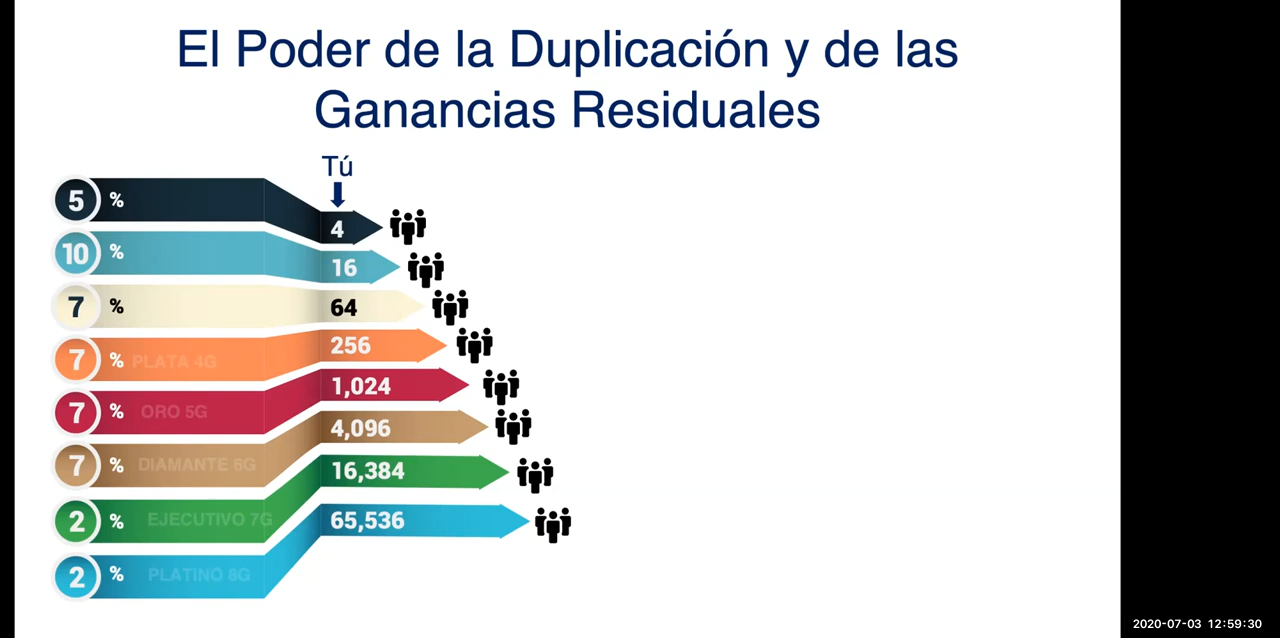 El Poder de la Duplicación y de las
Ganancias Residuales
Tú
5 %
4
10 %
16
7 %
64
7 % PLATA 4G
256
7 % ORO 5G
1,024
7 % DIAMANTE 6G
4,096
2 % EJECUTIVO 7G
16,384
2 % PLATINO 8G
65,536
2020-07-03 12:59:30